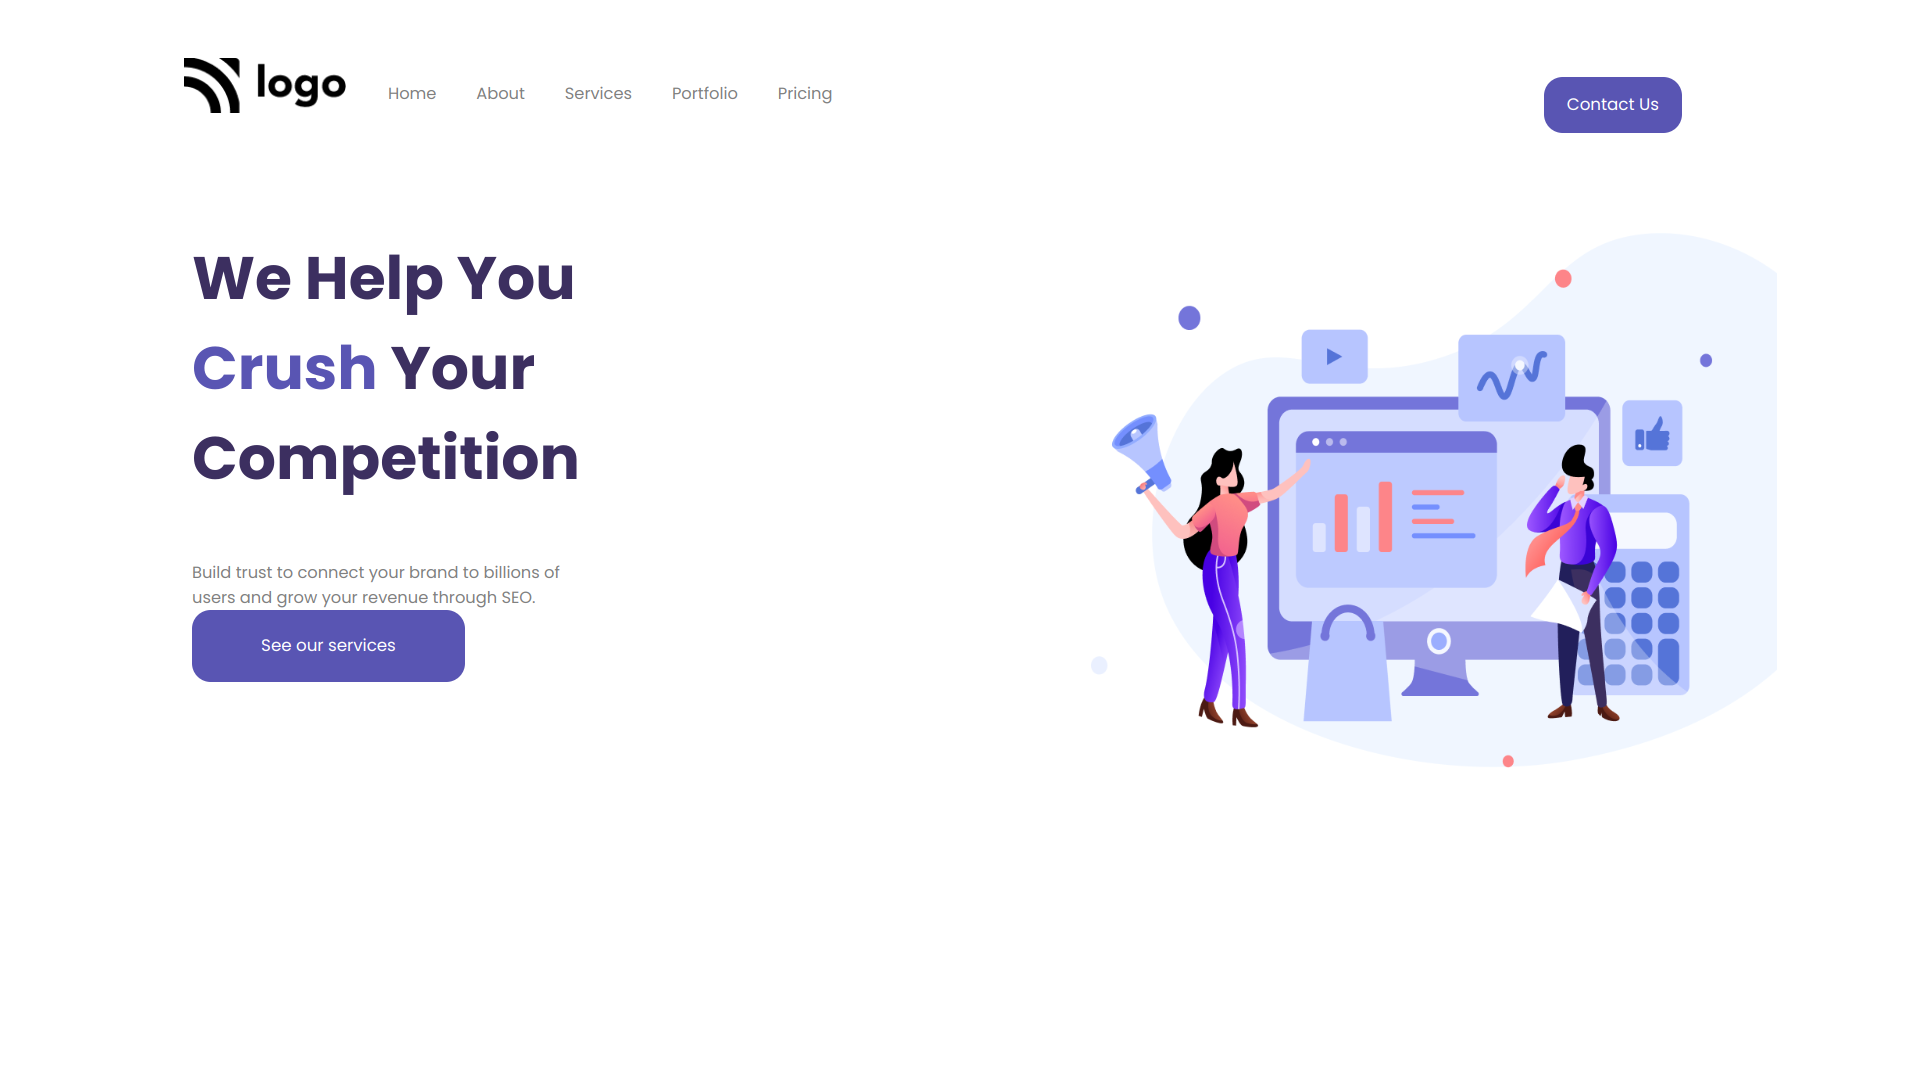 logo
Home About Services Portfolio Pricing
Contact Us
We Help You
Crush Your
Competition
Build trust to connect your brand to billions of
users and grow your revenue through SEO.
See our services